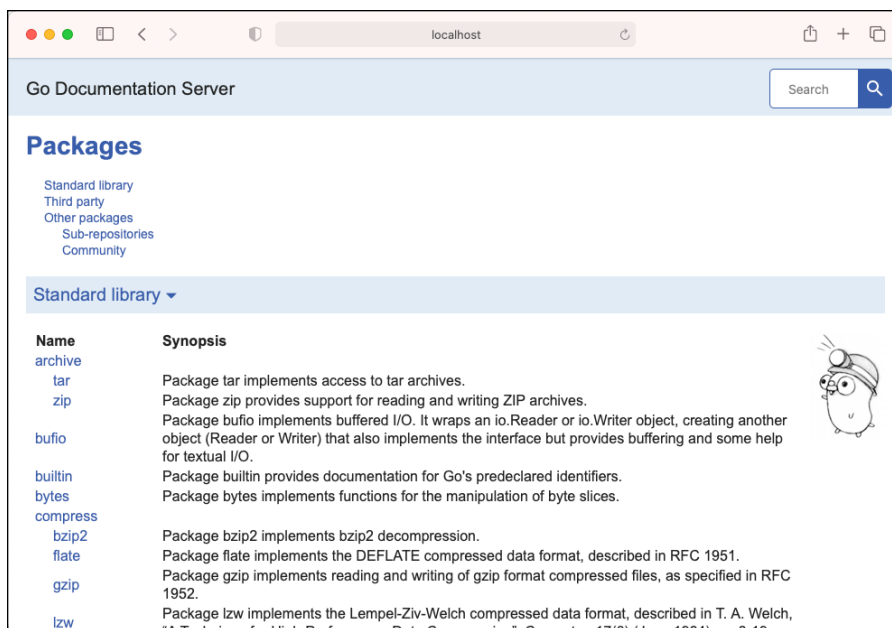 localhost
Go Documentation Server
Search
Packages
Standard library
Third party
Other packages
Sub-repositories
Community
Standard library
Name Synopsis
archive
tar Package tar implements access to tar archives.
zip Package zip provides support for reading and writing ZIP archives.
Package bufio implements buffered I/O. It wraps an io.Reader or io.Writer object, creating another
bufio object (Reader or Writer) that also implements the interface but provides buffering and some help
for textual I/O.
builtin Package builtin provides documentation for Go's predeclared identifiers.
bytes Package bytes implements functions for the manipulation of byte slices.
compress
bzip2 Package bzip2 implements bzip2 decompression.
flate Package flate implements the DEFLATE compressed data format, described in RFC 1951.
gzip Package gzip implements reading and writing of gzip format compressed files, as specified in RFC
1952.
lzw Package lzw implements the Lempel-Ziv-Welch compressed data format, described in T. A. Welch,